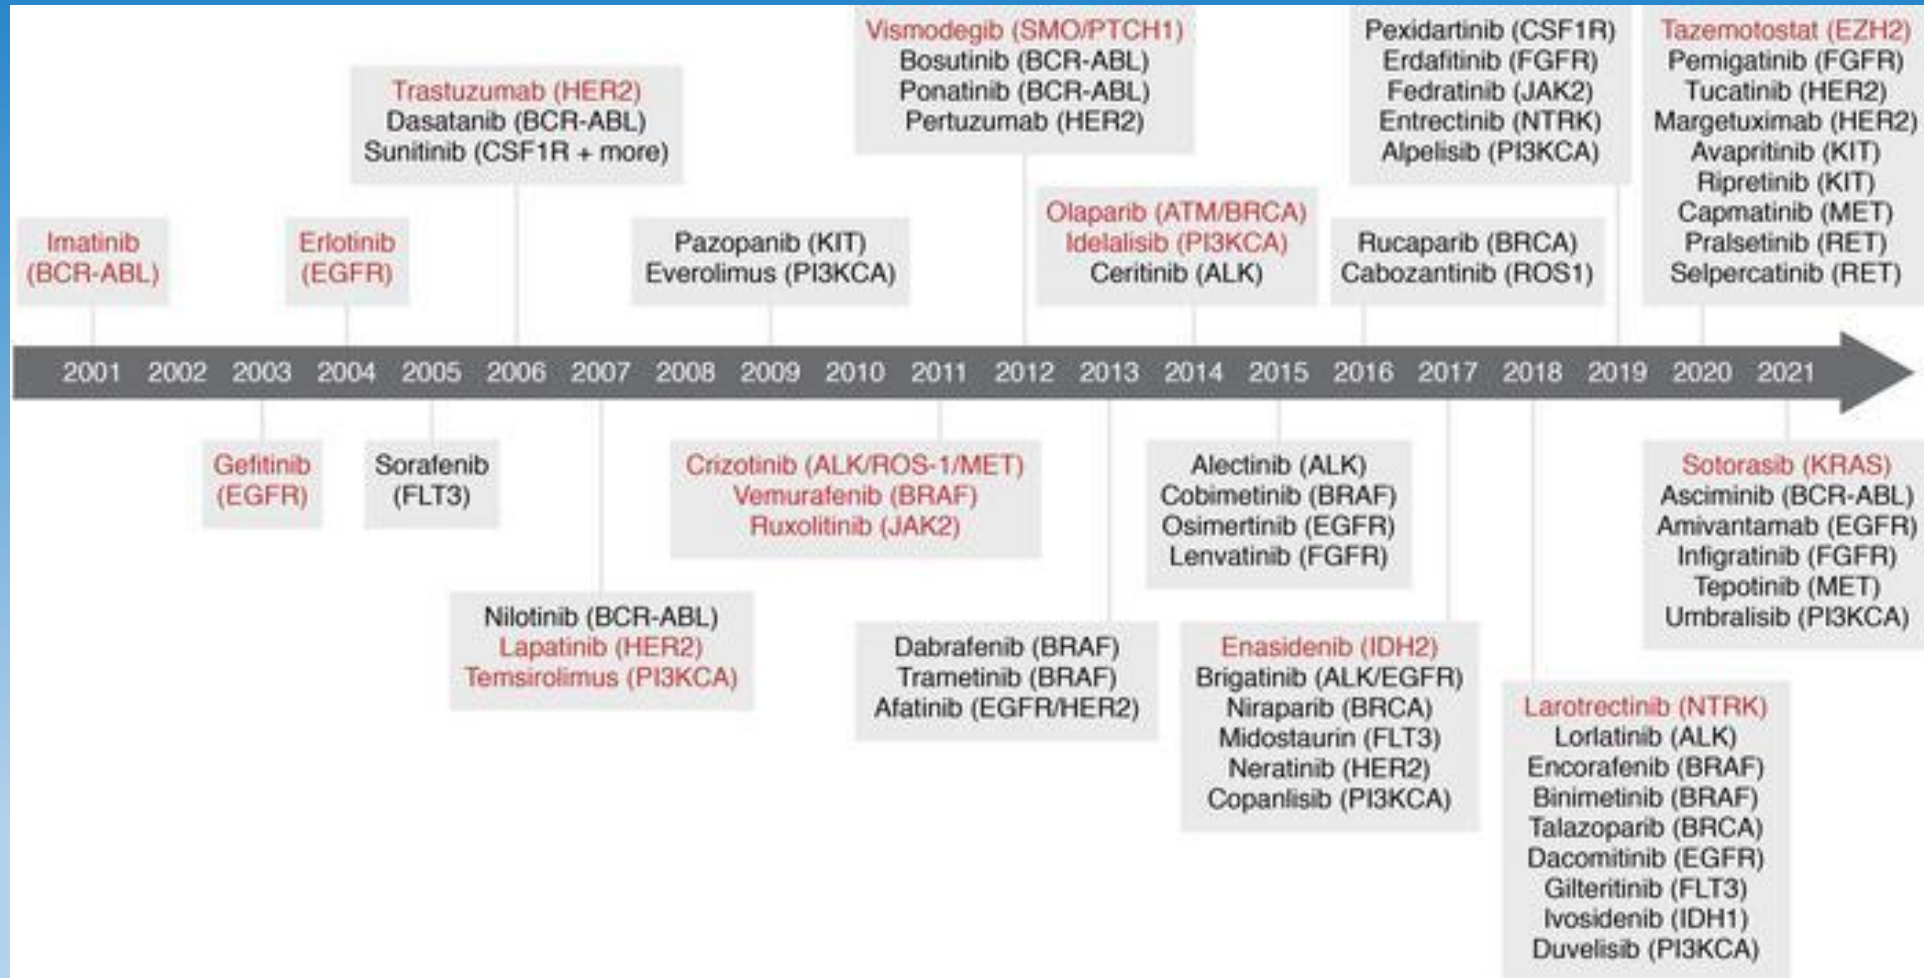 Vismodegib (SMO/PTCH1)
Bosutinib (BCR-ABL)
Ponatinib (BCR-ABL)
Pertuzumab (HER2)
Pexidartinib (CSF1R)
Erdafitinib (FGFR)
Fedratinib (JAK2)
Entrectinib (NTRK)
Alpelisib (PI3KCA)
Tazemotostat (EZH2)
Pemigatinib (FGFR)
Tucatinib (HER2)
Margetuximab (HER2)
Avapritinib (KIT)
Ripretinib (KIT)
Capmatinib (MET)
Pralsetinib (RET)
Selpercatinib (RET)
Trastuzumab (HER2)
Dasatanib (BCR-ABL)
Sunitinib (CSF1R + more)
Imatinib
(BCR-ABL)
Erlotinib
(EGFR)
Pazopanib (KIT)
Everolimus (PI3KCA)
Olaparib (ATM/BRCA)
Idelalisib (PI3KCA)
Ceritinib (ALK)
Rucaparib (BRCA)
Cabozantinib (ROS1)
2001 2002 2003 2004 2005 2006 2007 2008 2009 2010 2011 2012 2013 2014 2015 2016 2017 2018 2019 2020 2021
Gefitinib
(EGFR)
Sorafenib
(FLT3)
Crizotinib (ALK/ROS-1/MET)
Vemurafenib (BRAF)
Ruxolitinib (JAK2)
Alectinib (ALK)
Cobimetinib (BRAF)
Osimertinib (EGFR)
Lenvatinib (FGFR)
Sotorasib (KRAS)
Asciminib (BCR-ABL)
Amivantamab (EGFR)
Infigratinib (FGFR)
Tepotinib (MET)
Umbralisib (PI3KCA)
Nilotinib (BCR-ABL)
Lapatinib (HER2)
Temsirolimus (PI3KCA)
Dabrafenib (BRAF)
Trametinib (BRAF)
Afatinib (EGFR/HER2)
Enasidenib (IDH2)
Brigatinib (ALK/EGFR)
Niraparib (BRCA)
Midostaurin (FLT3)
Neratinib (HER2)
Copanlisib (PI3KCA)
Larotrectinib (NTRK)
Lorlatinib (ALK)
Encorafenib (BRAF)
Binimetinib (BRAF)
Talazoparib (BRCA)
Dacomitinib (EGFR)
Gilteritinib (FLT3)
Ivosidenib (IDH1)
Duvelisib (PI3KCA)